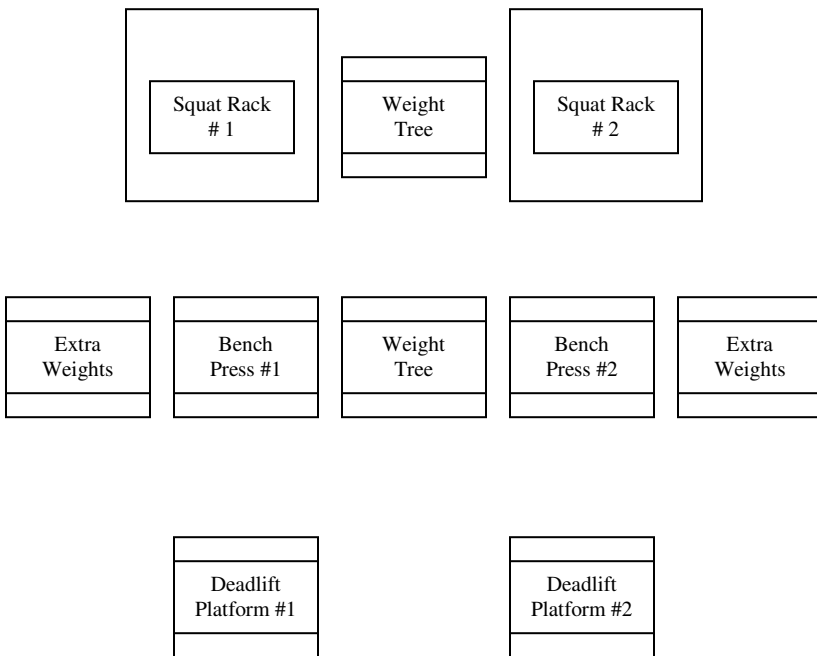 Squat Rack
# 1
Weight
Tree
Squat Rack
# 2
Extra
Weights
Bench
Press #1
Weight
Tree
Bench
Press #2
Extra
Weights
Deadlift
Platform #1
Deadlift
Platform #2